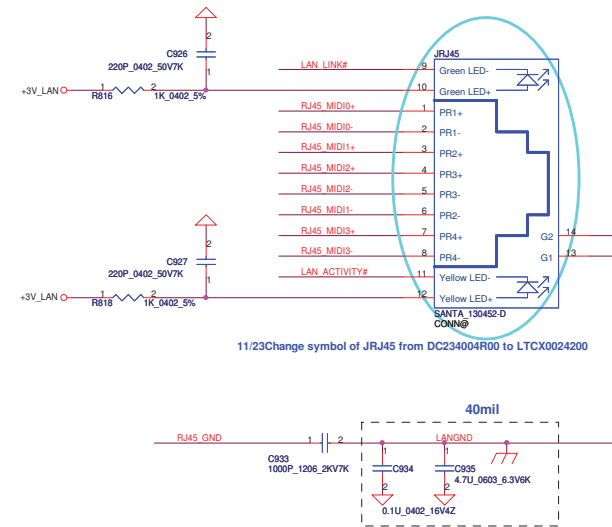 2
C926
220P_0402_50V7K
1
+3V_LAN
1
2
R816
1K_0402_5%
JRJ45
LAN_LINK#
9
Green LED-
10
Green LED+
RJ45_MIDI0+
1
PR1+
RJ45_MIDI0-
2
PR1-
RJ45_MIDI1+
3
PR2+
RJ45_MIDI2+
4
PR3+
RJ45_MIDI2-
5
PR3-
RJ45_MIDI1-
6
PR2-
RJ45_MIDI3+
7
PR4+
G2
14
RJ45_MIDI3-
8
PR4-
G1
13
LAN_ACTIVITY#
11
Yellow LED-
12
Yellow LED+
SANTA_130452-D
CONN@
2
C927
220P_0402_50V7K
1
+3V_LAN
1
2
R818
1K_0402_5%
11/23Change symbol of JRJ45 from DC234004R00 to LTCX0024200
40mil
RJ45_GND
1
2
LANGND
C933
1000P_1206_2KV7K
1
C934
2
0.1U_0402_16V4Z
1
C935
4.7U_0603_6.3V6K
2